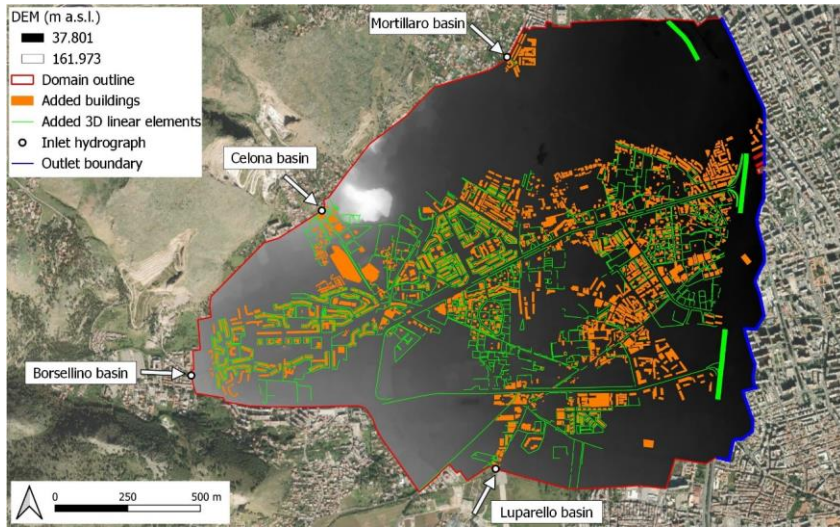 DEM (m a.s.l.)
37.801
161.973
Domain outline
Added buildings
Added 3D linear elements
Inlet hydrograph
Outlet boundary
Mortillaro basin
Celona basin
Borsellino basin
Luparello basin
0 250 500 m